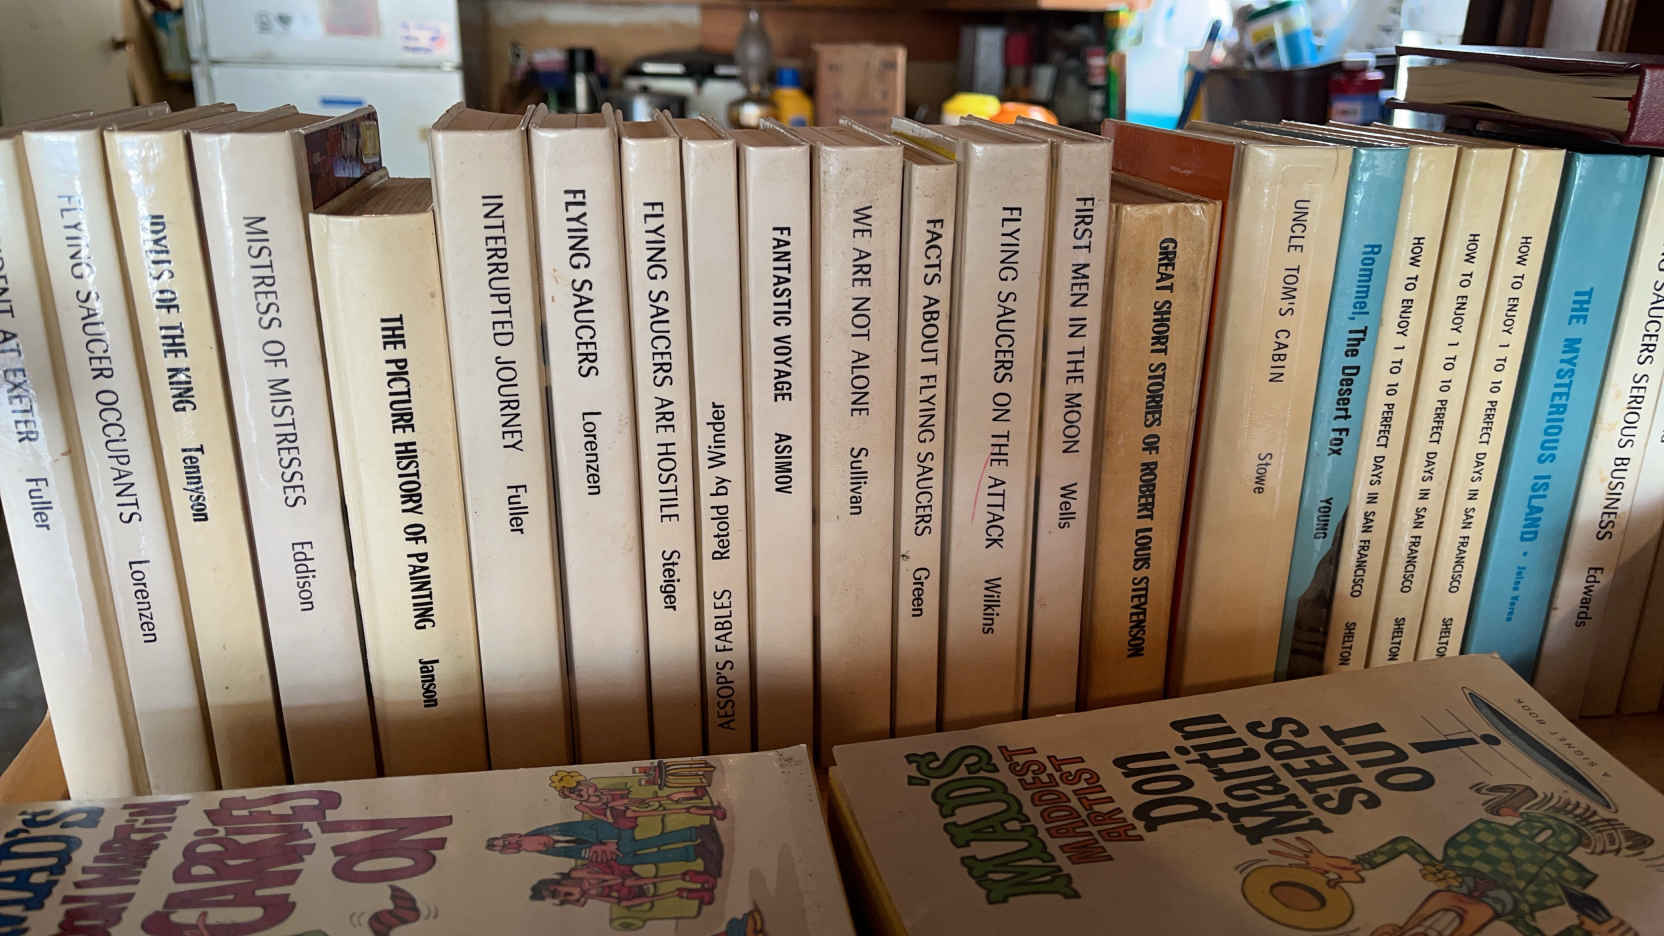 DENT AT EXETER Fuller
FLYING SAUCER OCCUPANTS Lorenzen
IDYLLS OF THE KING Tennyson
MISTRESS OF MISTRESSES Eddison
THE PICTURE HISTORY OF PAINTING Janson
INTERRUPTED JOURNEY Fuller
FLYING SAUCERS Lorenzen
FLYING SAUCERS ARE HOSTILE Steiger
AESOP'S FABLES Retold by Winder
FANTASTIC VOYAGE ASIMOV
WE ARE NOT ALONE Sullivan
FACTS ABOUT FLYING SAUCERS Green
FLYING SAUCERS ON THE ATTACK Wilkins
FIRST MEN IN THE MOON Wells
GREAT SHORT STORIES OF ROBERT LOUIS STEVENSON
UNCLE TOM'S CABIN Stowe
Rommel, The Desert Fox YOUNG
HOW TO ENJOY 1 TO 10 PERFECT DAYS IN SAN FRANCISCO SHELTON
HOW TO ENJOY 1 TO 10 PERFECT DAYS IN SAN FRANCISCO SHELTON
HOW TO ENJOY 1 TO 10 PERFECT DAYS IN SAN FRANCISCO SHELTON
THE MYSTERIOUS ISLAND • Jules Verne
SAUCERS SERIOUS BUSINESS Edwards
MAD'S
DON MARTIN
CARRIES
ON
MAD'S
MADDEST
ARTIST
Don
Martin
STEPS
OUT
A SIGNET BOOK